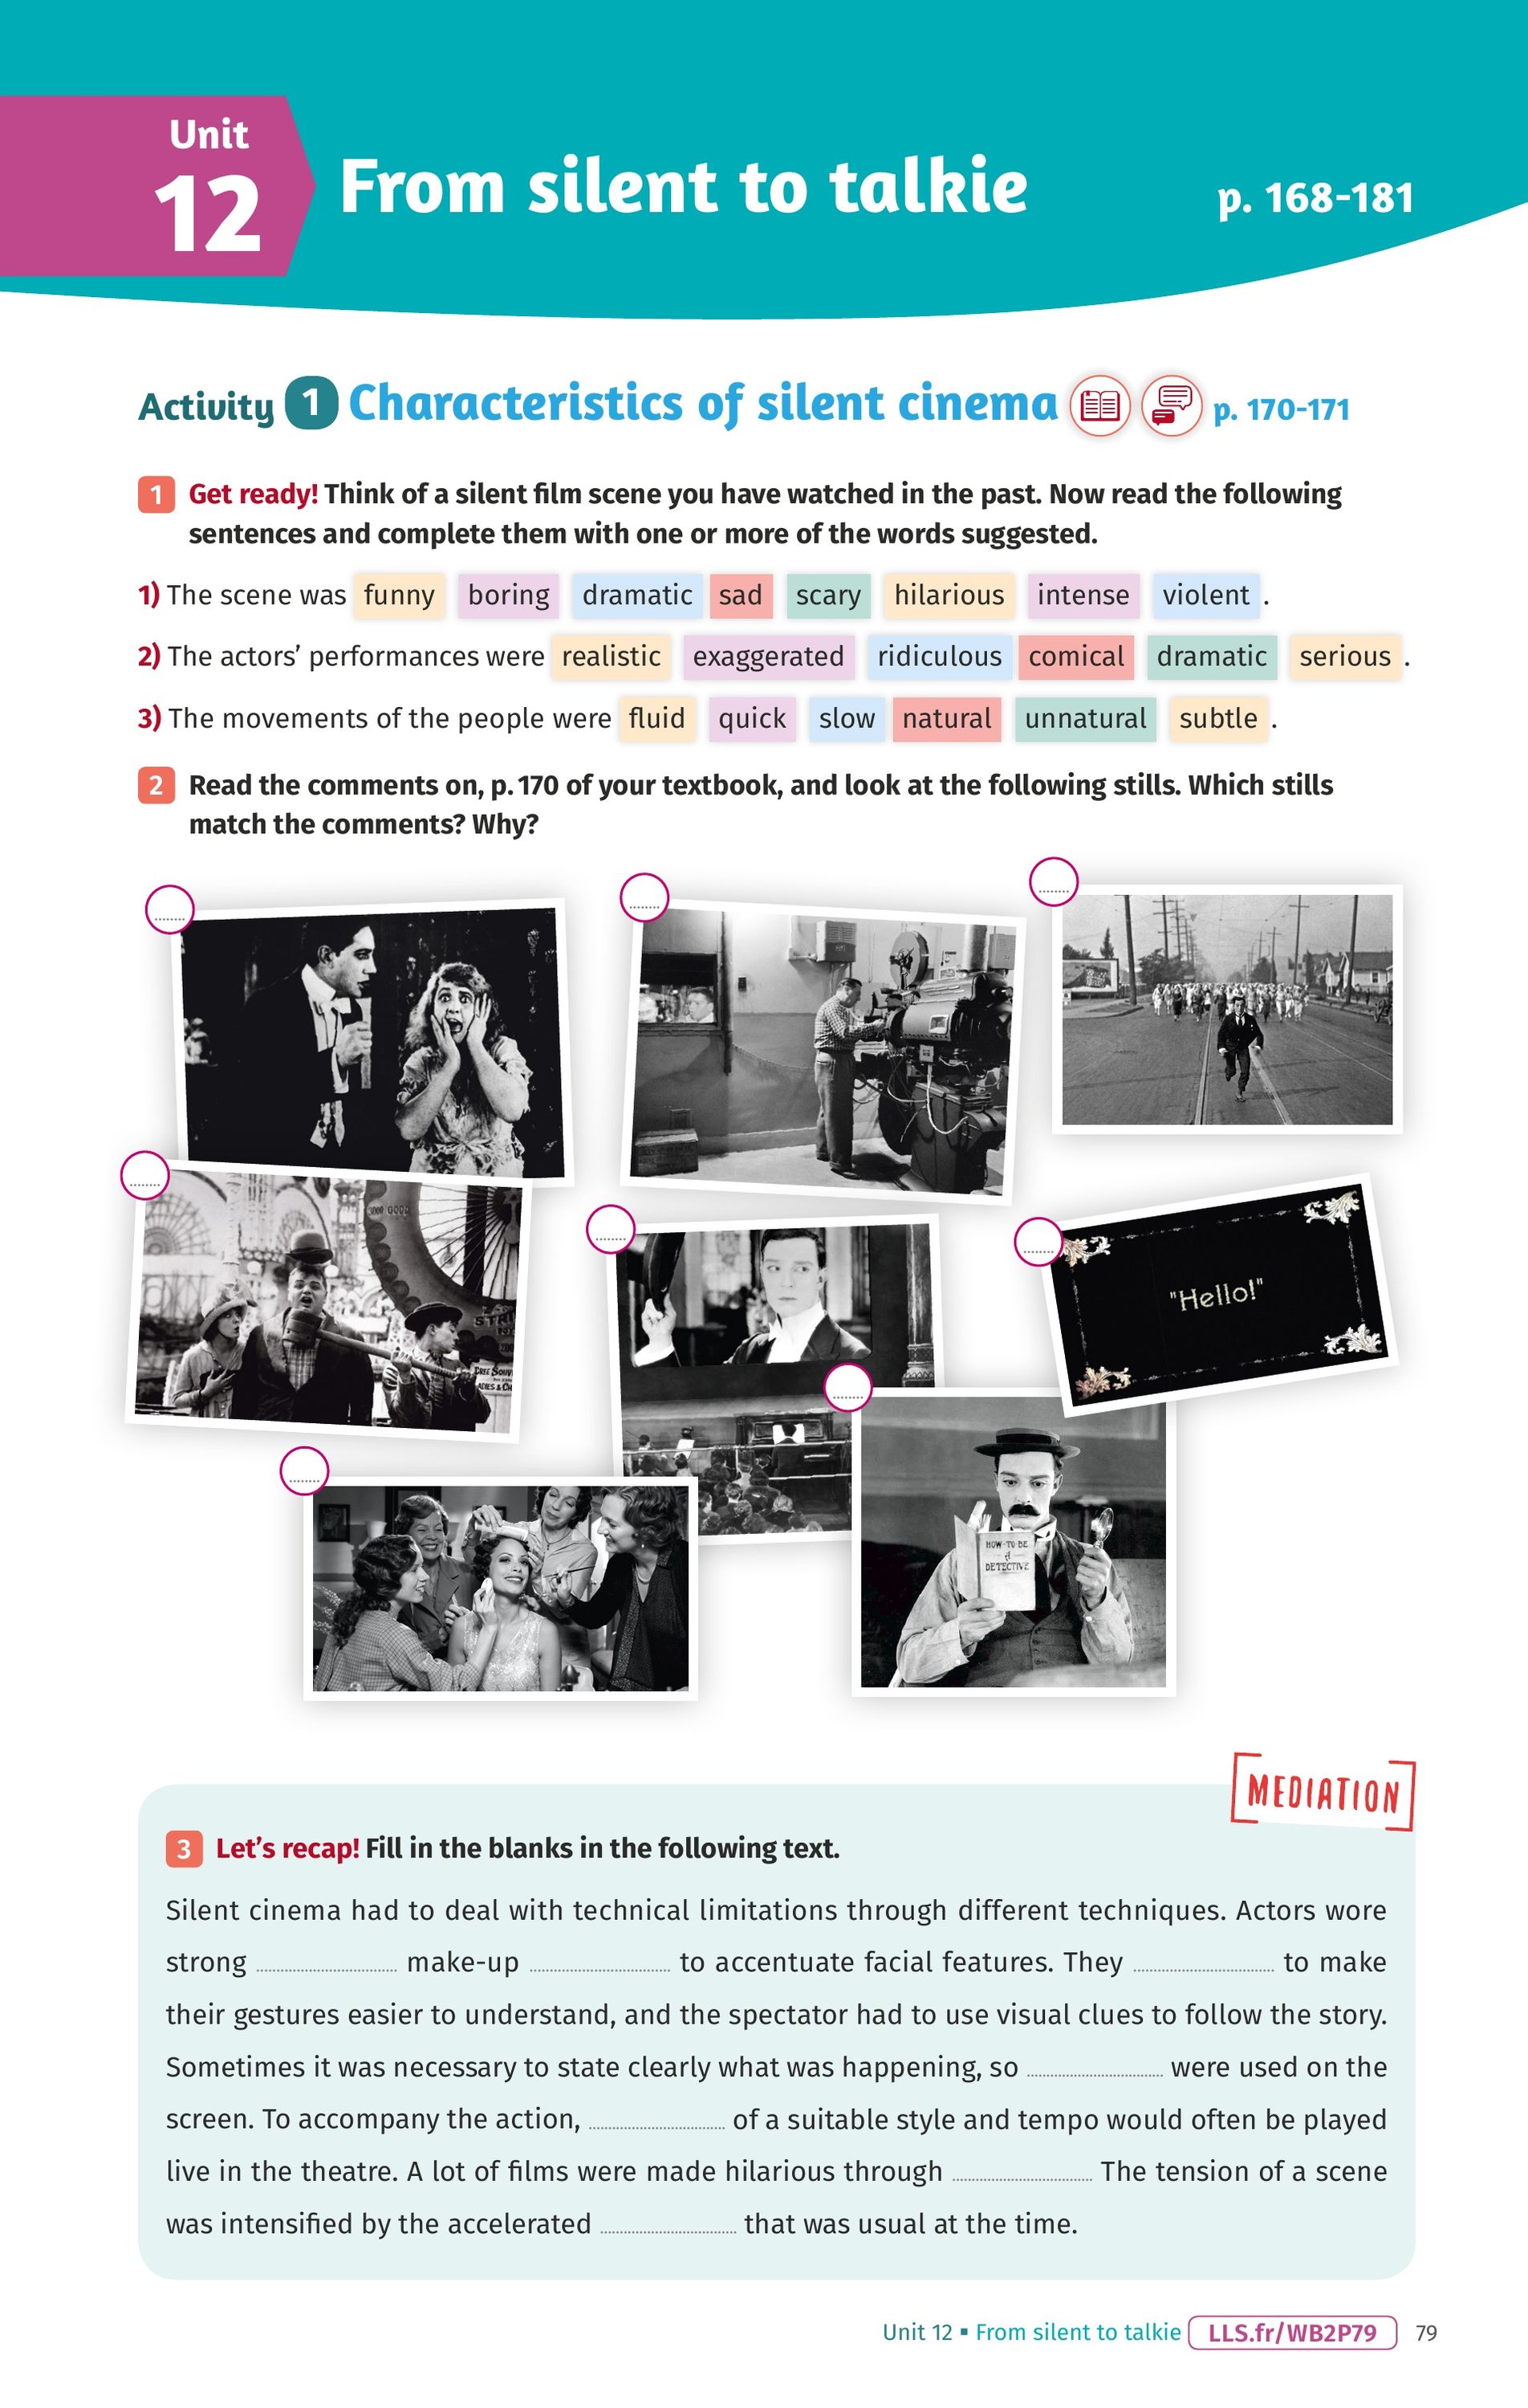 Unit
12
From silent to talkie
p. 168-181
Activity 1 Characteristics of silent cinema p. 170-171
1 Get ready! Think of a silent film scene you have watched in the past. Now read the following
sentences and complete them with one or more of the words suggested.
1) The scene was funny boring dramatic sad scary hilarious intense violent .
2) The actors’ performances were realistic exaggerated ridiculous comical dramatic serious .
3) The movements of the people were fluid quick slow natural unnatural subtle .
2 Read the comments on, p. 170 of your textbook, and look at the following stills. Which stills
match the comments? Why?
"Hello!"
HOW TO BE
A
DETECTIVE
MEDIATION
3 Let’s recap! Fill in the blanks in the following text.
Silent cinema had to deal with technical limitations through different techniques. Actors wore
strong ........ make-up ........ to accentuate facial features. They ........ to make
their gestures easier to understand, and the spectator had to use visual clues to follow the story.
Sometimes it was necessary to state clearly what was happening, so ........ were used on the
screen. To accompany the action, ........ of a suitable style and tempo would often be played
live in the theatre. A lot of films were made hilarious through ........ The tension of a scene
was intensified by the accelerated ........ that was usual at the time.
Unit 12 ▪ From silent to talkie LLS.fr/WB2P79 79